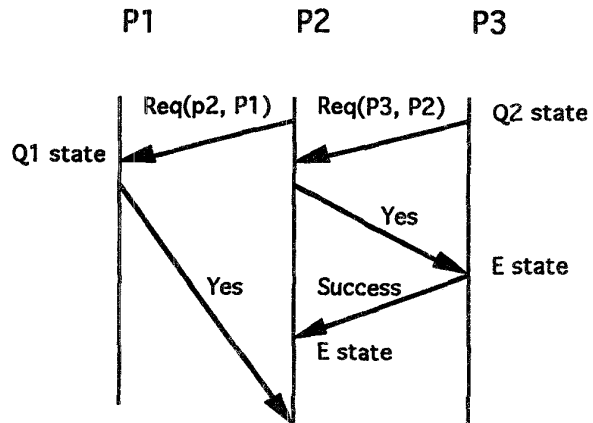 P1 P2 P3
Req(p2, P1) Req(P3, P2) Q2 state
Q1 state
Yes
E state
Yes Success
E state